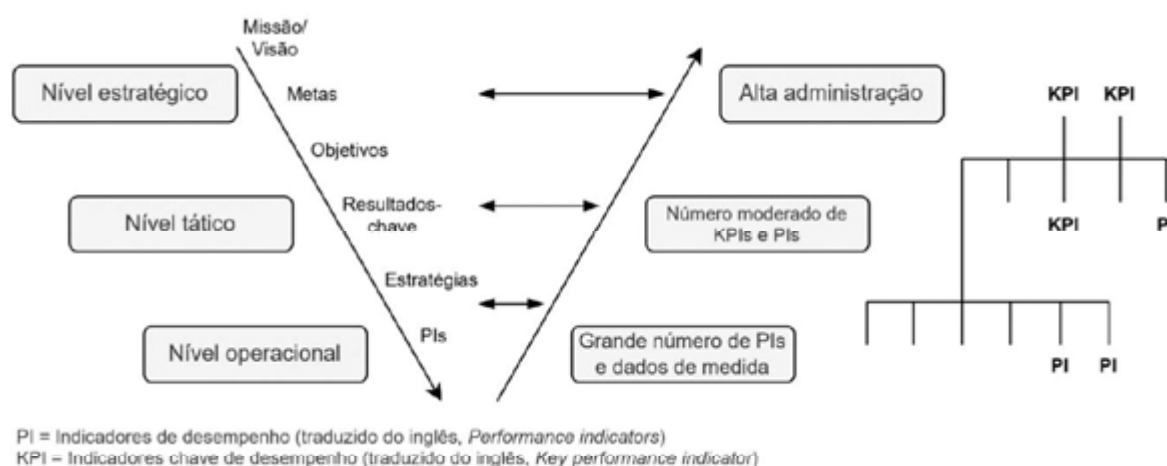 Missão/
Visão
Nível estratégico
Metas
Alta administração
KPI KPI
Objetivos
Nível tático
Resultados-
chave
Número moderado de
KPIs e PIs
KPI
P
Estratégias
Nível operacional
PIs
Grande número de PIs
e dados de medida
PI PI
PI = Indicadores de desempenho (traduzido do inglês, Performance indicators)
KPI = Indicadores chave de desempenho (traduzido do inglês, Key performance indicator)